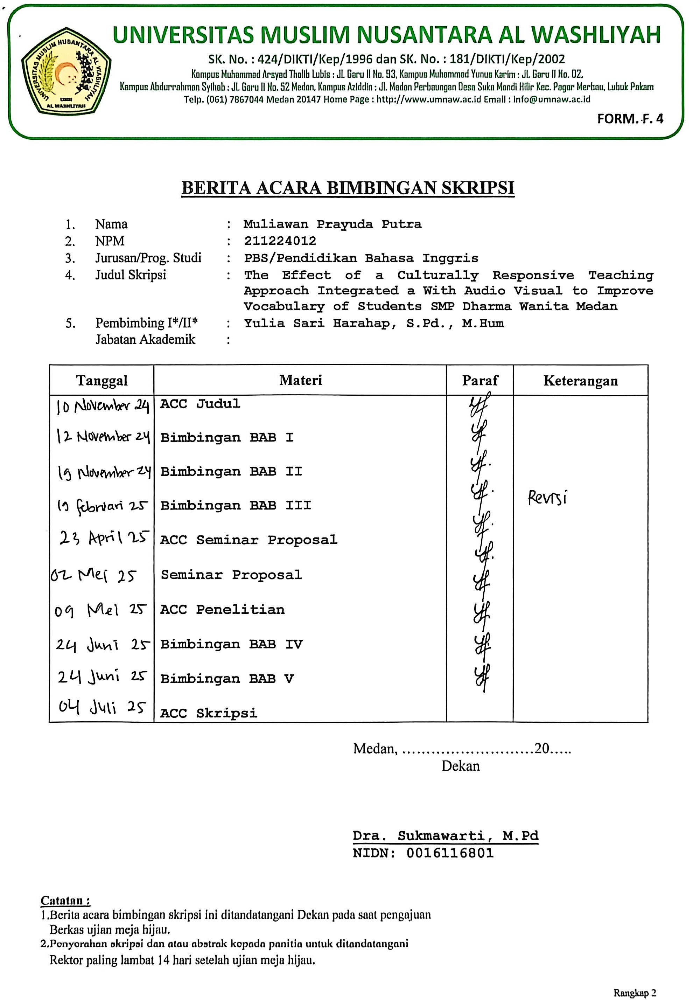 UNIVERSITAS MUSLIM NUSANTARA AL WASHLIYAH
SK. No. : 424/DIKTI/Kep/1996 dan SK. No. : 181/DIKTI/Kep/2002
Kampus Muhammad Arsyad Thalib Lubis : Jl. Garu II No. 93, Kampus Muhammad Yunus Karim : Jl. Garu II No. 02,
Kampus Abdurrahman Syihab : Jl. Garu II No. 52 Medan, Kampus Aziddin : Jl. Medan Perbaungan Desa Suka Mandi Hilir Kec. Pagar Merbau, Lubuk Pakam
Telp. (061) 7867044 Medan 20147 Home Page : http://www.umnaw.ac.id Email : Info@umnaw.ac.id
UNIVERSITAS MUSLIM NUSANTARA AL WASHLIYAH
UMN
AL WASHLIYAH
FORM. F. 4
BERITA ACARA BIMBINGAN SKRIPSI
1. Nama : Muliawan Prayuda Putra
2. NPM : 211224012
3. Jurusan/Prog. Studi : PBS/Pendidikan Bahasa Inggris
4. Judul Skripsi : The Effect of a Culturally Responsive Teaching
Approach Integrated a With Audio Visual to Improve
Vocabulary of Students SMP Dharma Wanita Medan
5. Pembimbing I*/II* : Yulia Sari Harahap, S.Pd., M.Hum
Jabatan Akademik :
Tanggal Materi Paraf Keterangan
10 November 24 ACC Judul
12 November 24 Bimbingan BAB I
19 November 24 Bimbingan BAB II
19 Februari 25 Bimbingan BAB III Revisi
23 April 25 ACC Seminar Proposal
02 Mei 25 Seminar Proposal
09 Mei 25 ACC Penelitian
24 Juni 25 Bimbingan BAB IV
24 Juni 25 Bimbingan BAB V
04 Juli 25 ACC Skripsi
Medan, ...........................20.....
Dekan
Dra. Sukmawarti, M.Pd
NIDN: 0016116801
Catatan :
1.Berita acara bimbingan skripsi ini ditandatangani Dekan pada saat pengajuan
Berkas ujian meja hijau.
2.Penyerahan skripsi dan atau abstrak kepada panitia untuk ditandatangani
Rektor paling lambat 14 hari setelah ujian meja hijau.
Rangkap 2